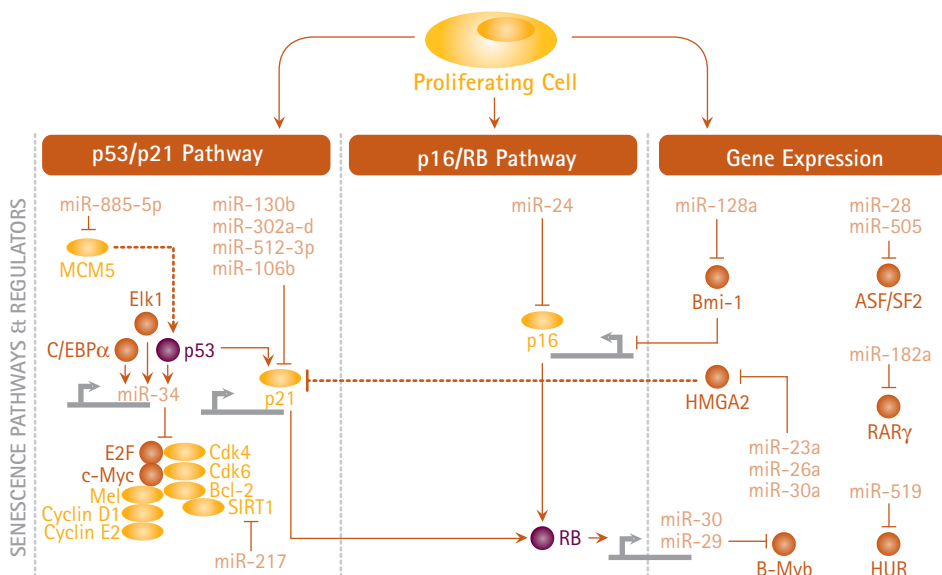 Proliferating Cell
p53/p21 Pathway
p16/RB Pathway
Gene Expression
SENESCENCE PATHWAYS & REGULATORS
miR-885-5p
MCM5
Elk1
C/EBPα
p53
miR-34
miR-130b
miR-302a-d
miR-512-3p
miR-106b
p21
E2F
c-Myc
Mel
Cyclin D1
Cyclin E2
Cdk4
Cdk6
Bcl-2
SIRT1
miR-217
miR-24
p16
RB
miR-128a
Bmi-1
HMGA2
miR-23a
miR-26a
miR-30a
miR-30
miR-29
B-Myb
miR-28
miR-505
ASF/SF2
miR-182a
RARγ
miR-519
HUR